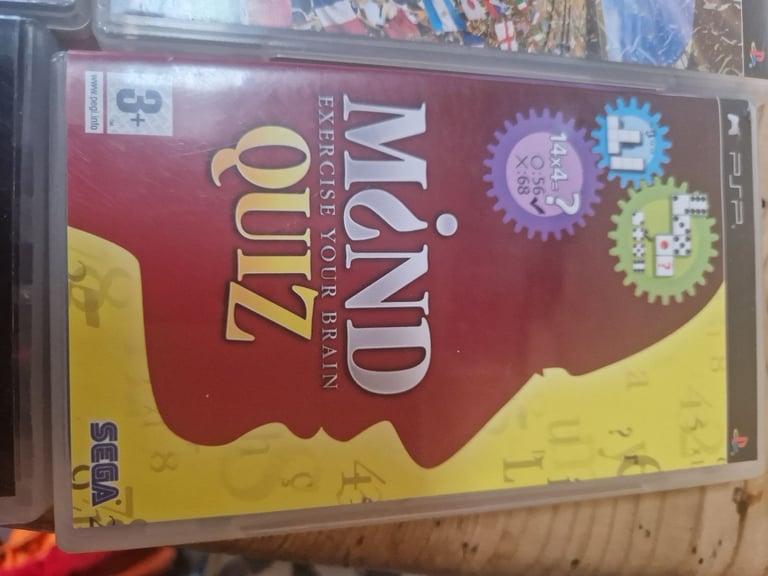 PSP
14x4=?
O:56
X:68
MiND
EXERCISE YOUR BRAIN
QUIZ
3+
www.pegi.info
SEGA